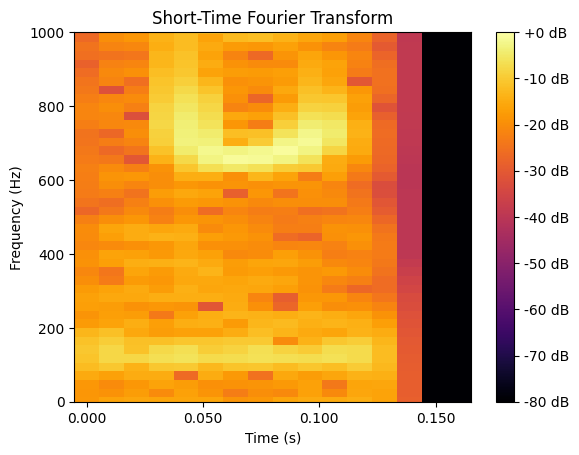 Short-Time Fourier Transform
1000
800
600
400
200
0
Frequency (Hz)
0.000
0.050
0.100
0.150
Time (s)
+0 dB
-10 dB
-20 dB
-30 dB
-40 dB
-50 dB
-60 dB
-70 dB
-80 dB